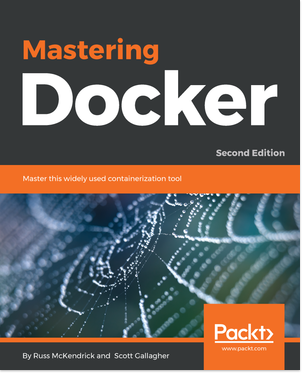 Mastering
Docker
Second Edition
Master this widely used containerization tool
Packt>
www.packt.com
By Russ McKendrick and Scott Gallagher